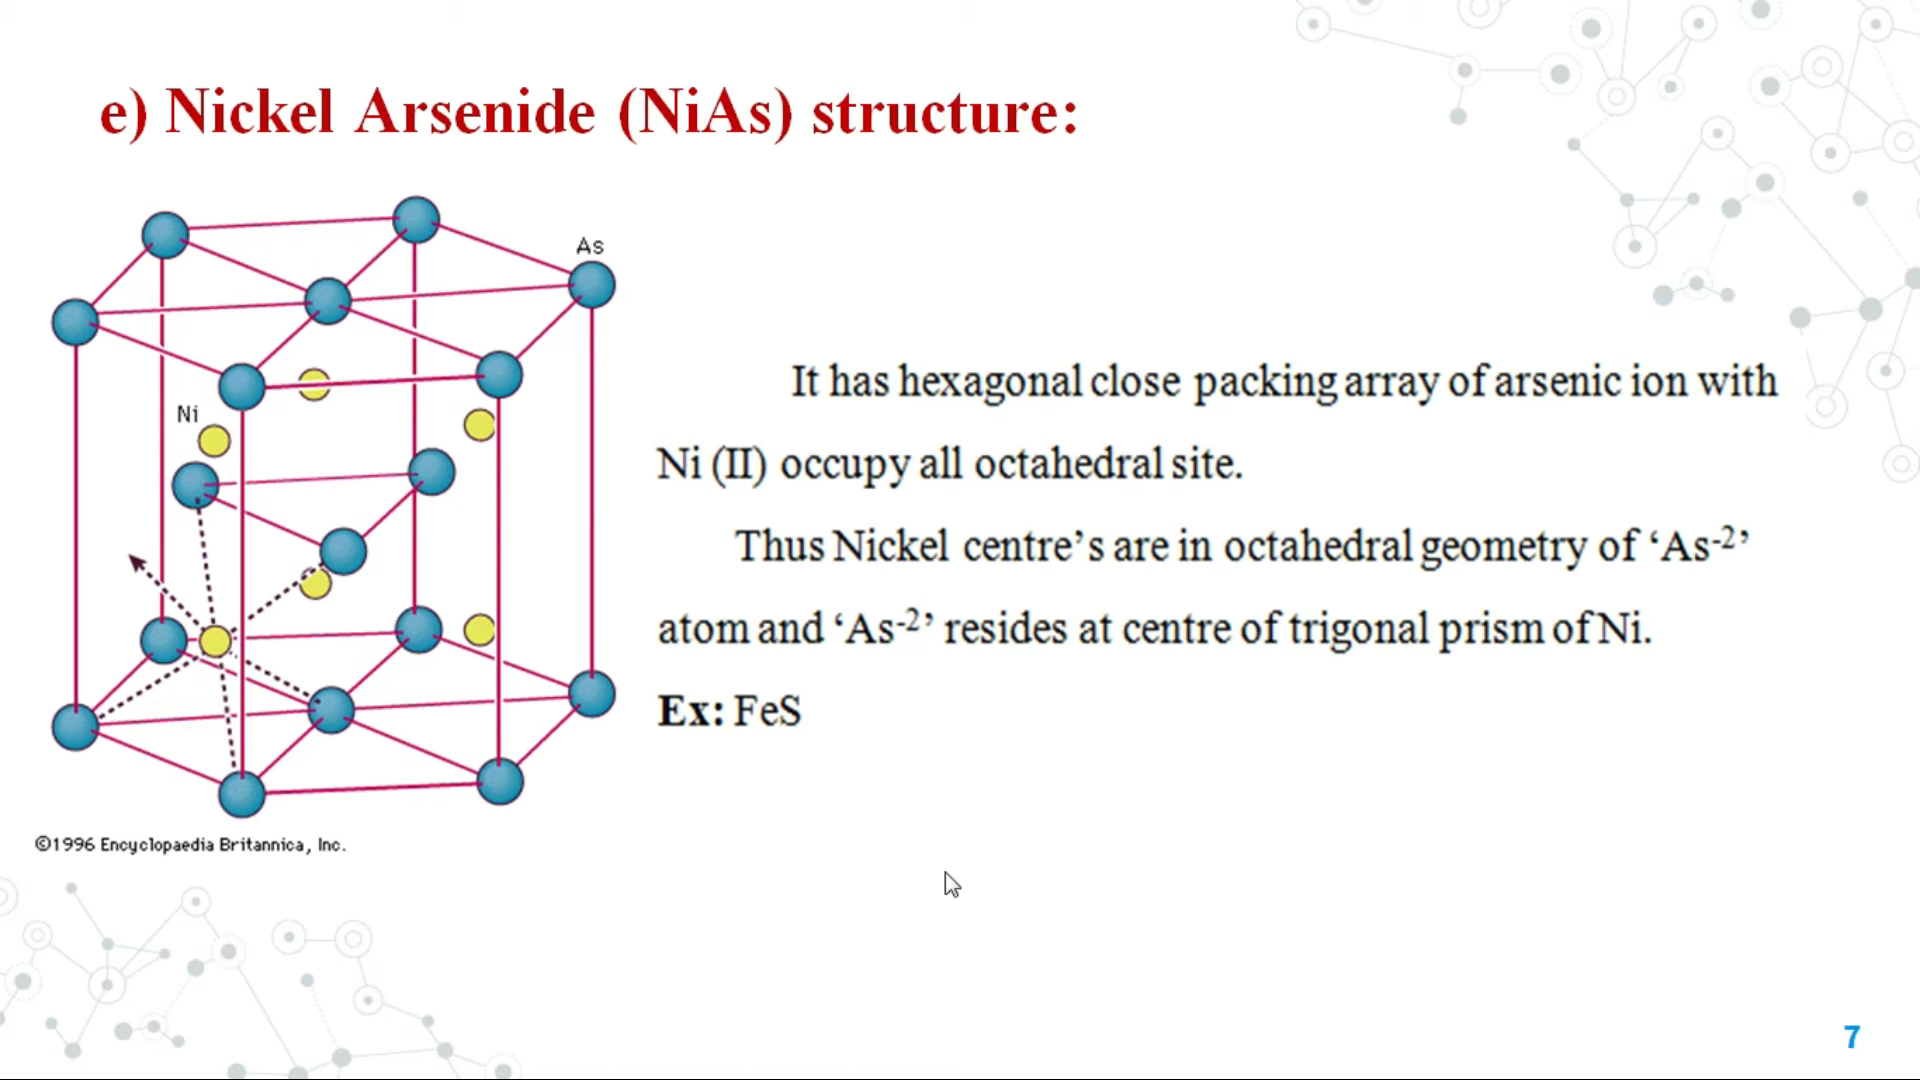 e) Nickel Arsenide (NiAs) structure:
As
Ni
It has hexagonal close packing array of arsenic ion with
Ni (II) occupy all octahedral site.
Thus Nickel centre’s are in octahedral geometry of ‘As⁻²’
atom and ‘As⁻²’ resides at centre of trigonal prism of Ni.
Ex: FeS
©1996 Encyclopaedia Britannica, Inc.
7